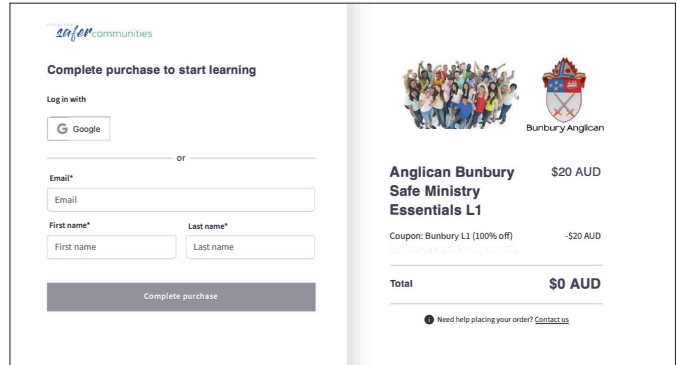 safer communities
Complete purchase to start learning
Log in with
G Google
or
Email*
Email
First name*
Last name*
First name
Last name
Complete purchase
Bunbury Anglican
Anglican Bunbury
Safe Ministry
Essentials L1
$20 AUD
Coupon: Bunbury L1 (100% off)
-$20 AUD
Total
$0 AUD
Need help placing your order? Contact us